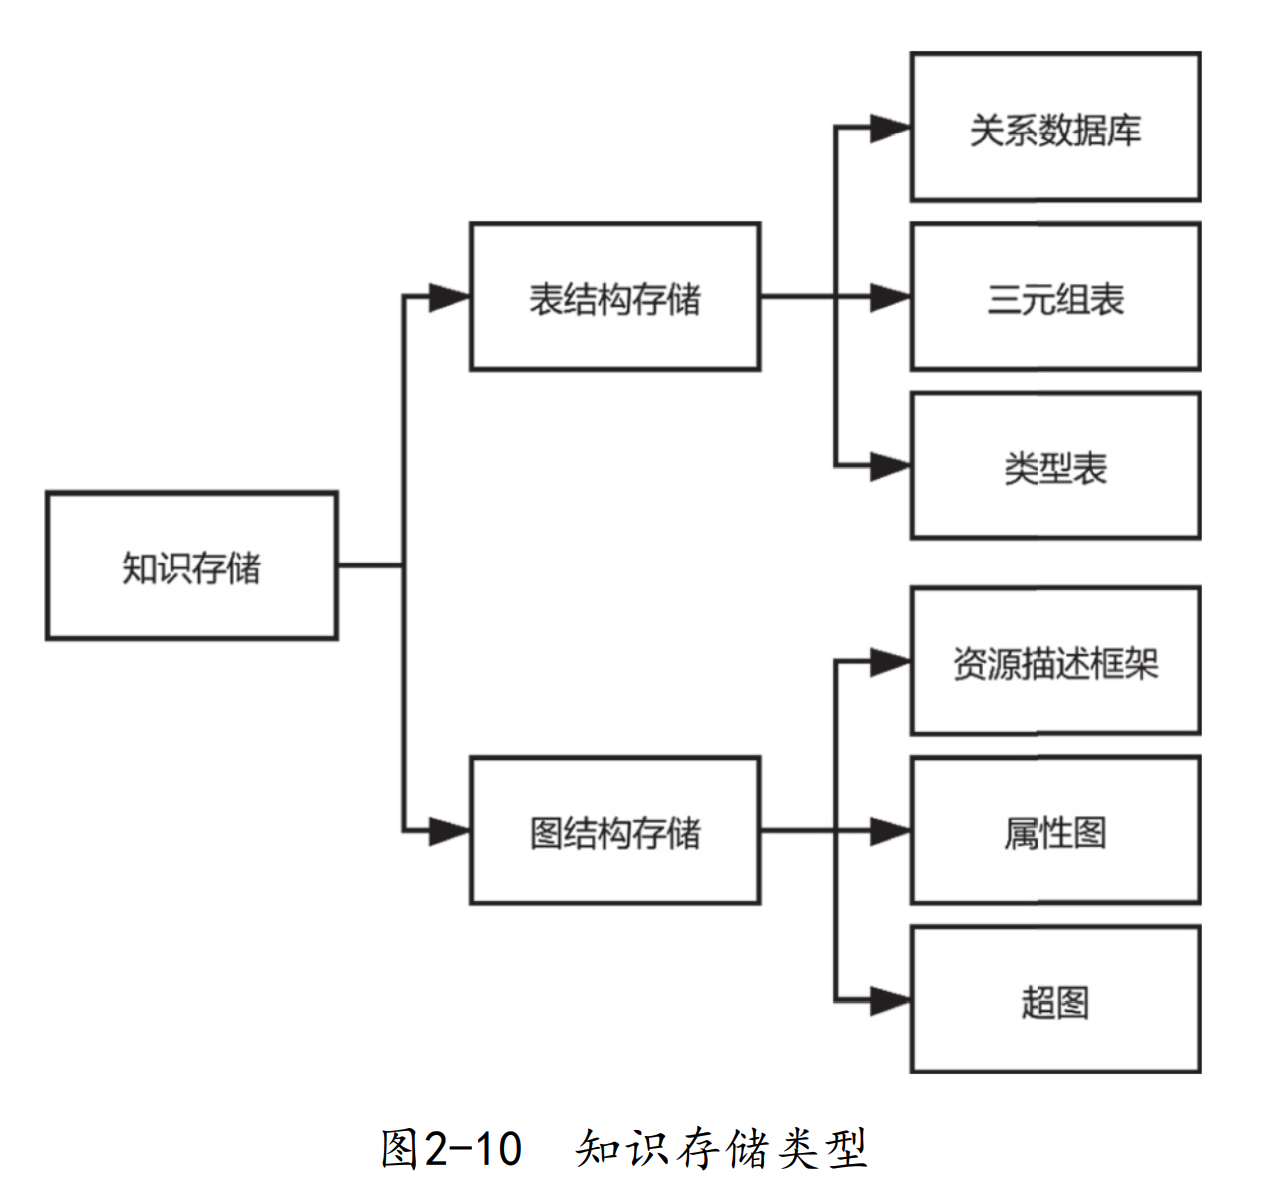 关系数据库
表结构存储
三元组表
类型表
知识存储
资源描述框架
图结构存储
属性图
超图
图2-10 知识存储类型